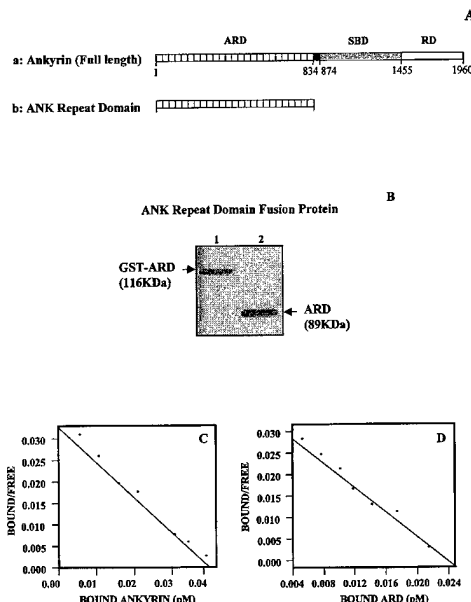 A
ARD SBD RD
a: Ankyrin (Full length)
1 834 874 1455 1960
b: ANK Repeat Domain
B
ANK Repeat Domain Fusion Protein
1 2
GST-ARD
(116KDa)
ARD
(89KDa)
C
BOUND/FREE
0.030
0.025
0.020
0.015
0.010
0.005
0.000
0.00 0.01 0.02 0.03 0.04
BOUND ANKYRIN (pM)
D
BOUND/FREE
0.030
0.025
0.020
0.015
0.010
0.005
0.000
0.004 0.008 0.012 0.016 0.020 0.024
BOUND ARD (pM)